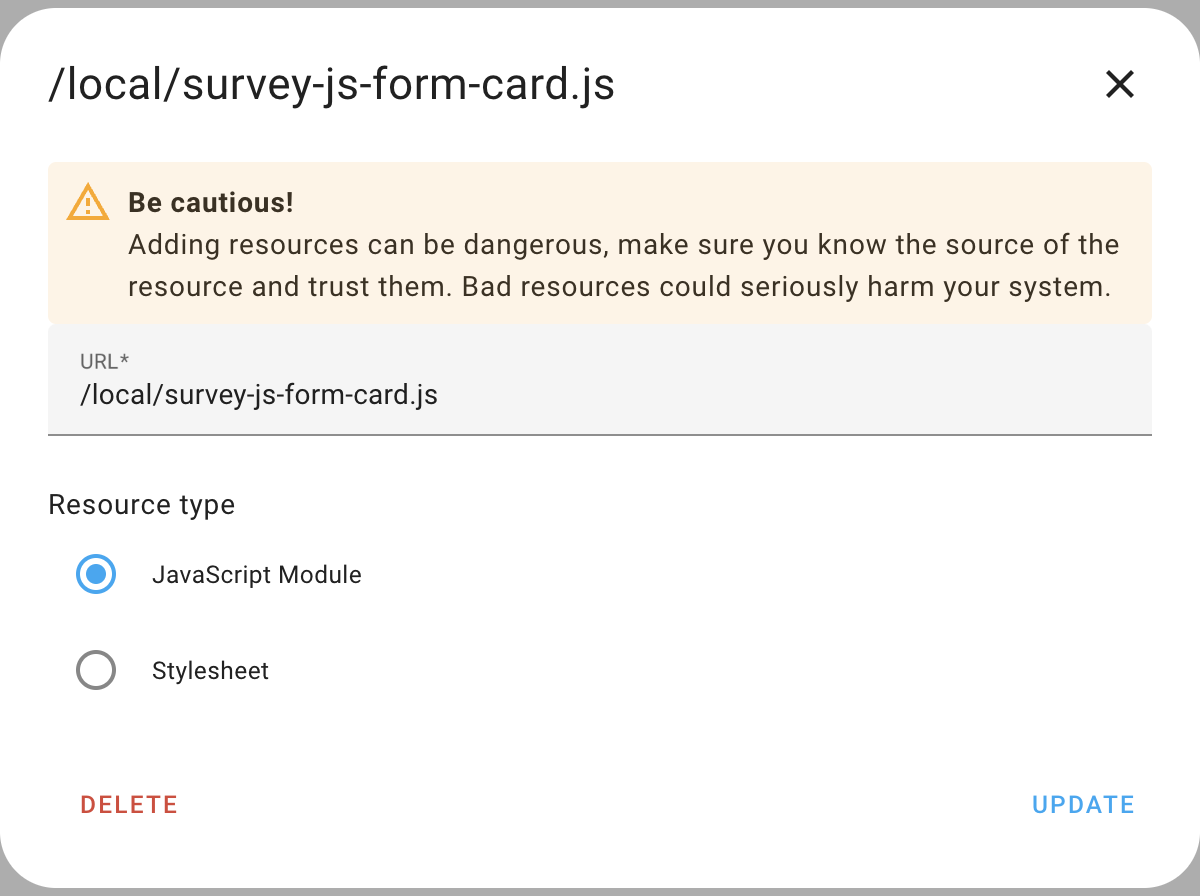 /local/survey-js-form-card.js
Be cautious!
Adding resources can be dangerous, make sure you know the source of the
resource and trust them. Bad resources could seriously harm your system.
URL*
/local/survey-js-form-card.js
Resource type
JavaScript Module
Stylesheet
DELETE
UPDATE